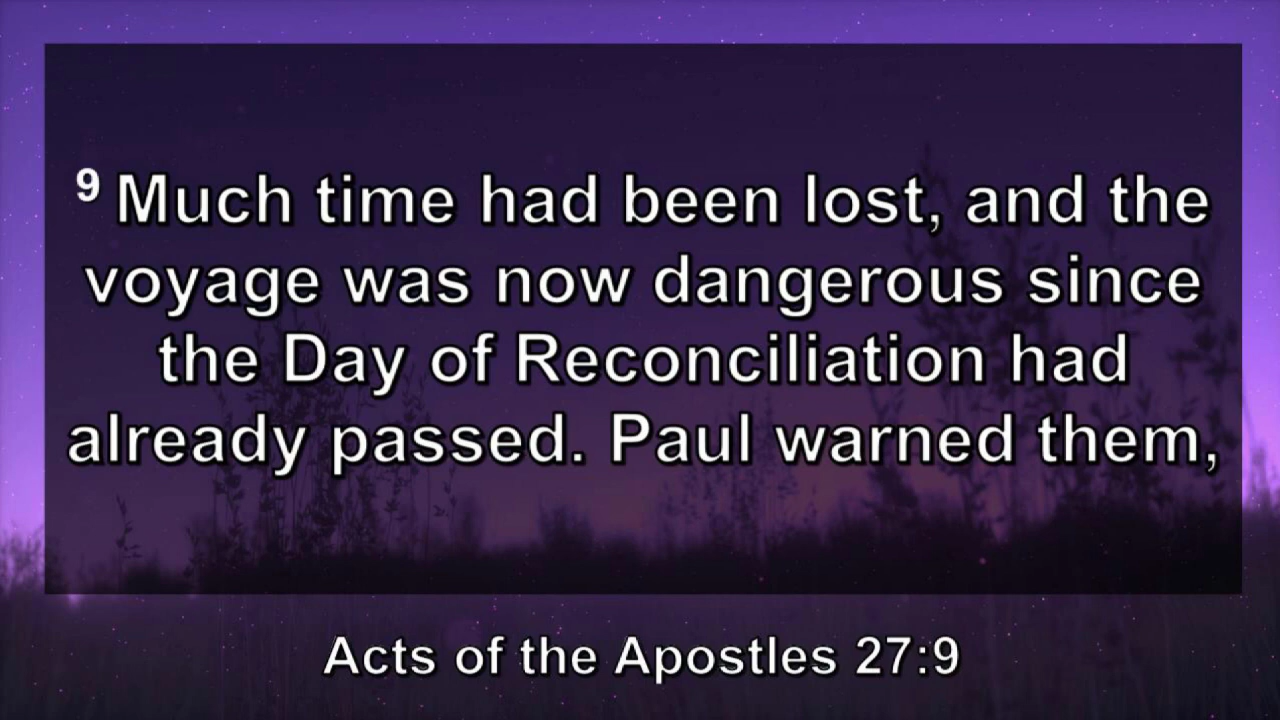 9 Much time had been lost, and the
voyage was now dangerous since
the Day of Reconciliation had
already passed. Paul warned them,
Acts of the Apostles 27:9